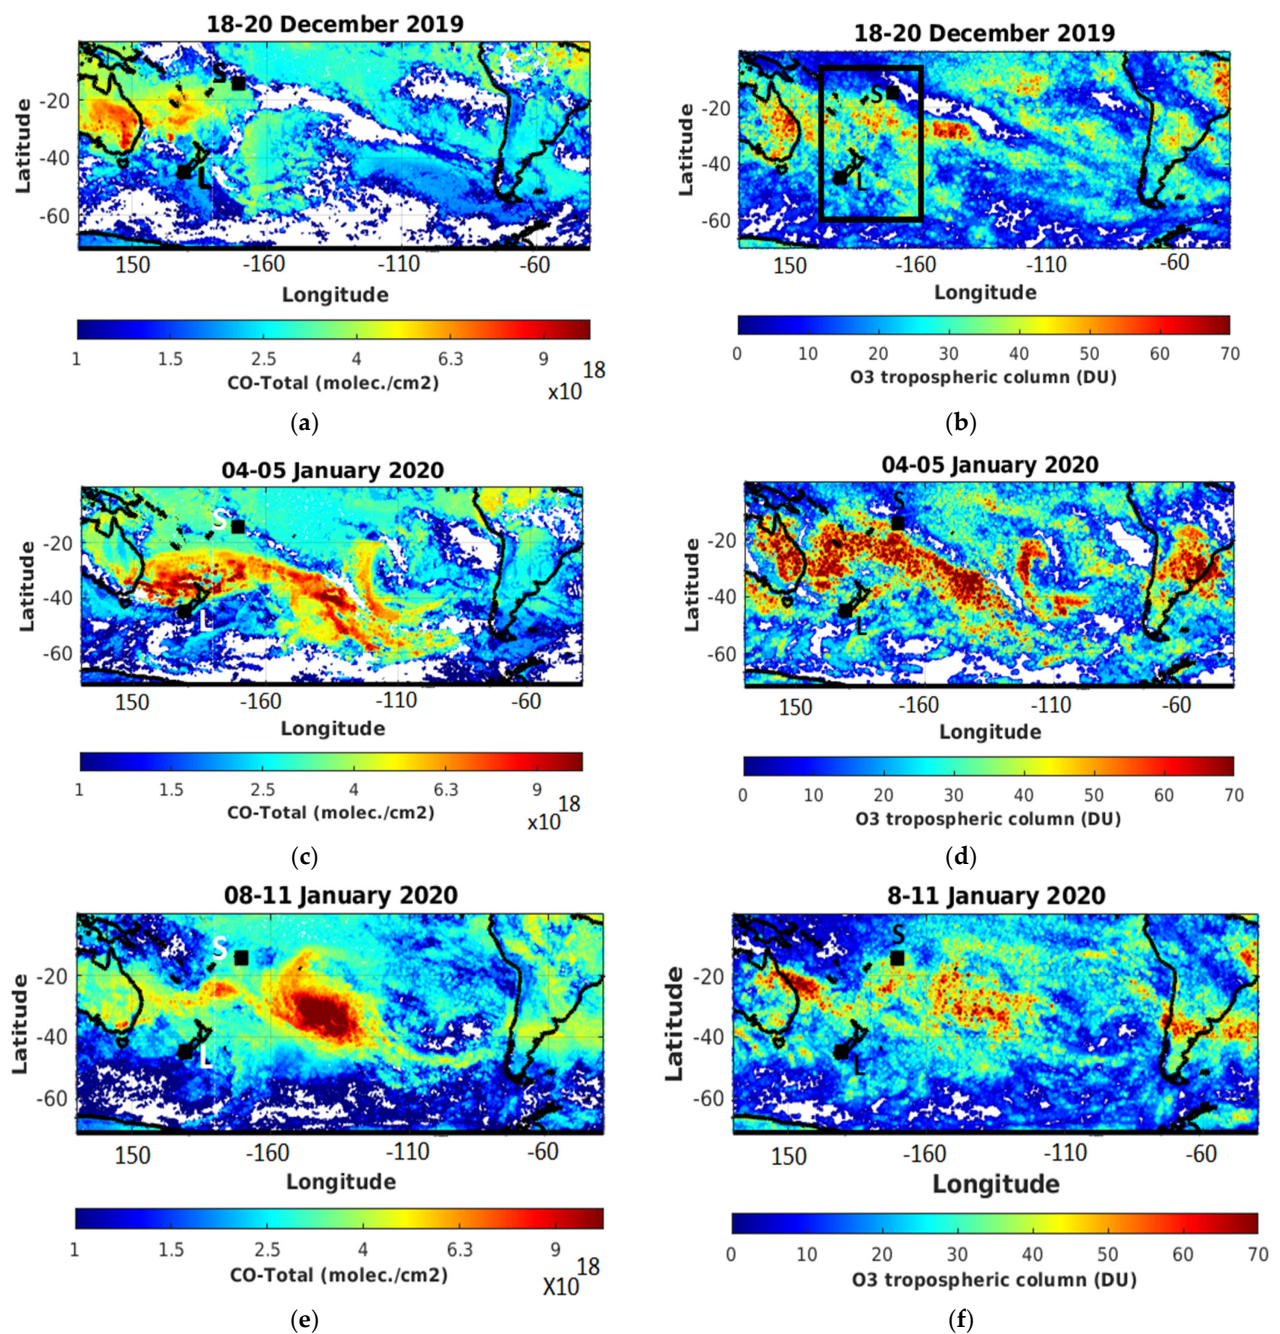 18-20 December 2019
Latitude
-20
-40
-60
S
L
150 -160 -110 -60
Longitude
1 1.5 2.5 4 6.3 9
CO-Total (molec./cm2) x10 18
(a)
18-20 December 2019
Latitude
-20
-40
-60
S
L
150 -160 -110 -60
Longitude
0 10 20 30 40 50 60 70
O3 tropospheric column (DU)
(b)
04-05 January 2020
Latitude
-20
-40
-60
S
L
150 -160 -110 -60
Longitude
1 1.5 2.5 4 6.3 9
CO-Total (molec./cm2) x10 18
(c)
04-05 January 2020
Latitude
-20
-40
-60
S
L
150 -160 -110 -60
Longitude
0 10 20 30 40 50 60 70
O3 tropospheric column (DU)
(d)
08-11 January 2020
Latitude
-20
-40
-60
S
L
150 -160 -110 -60
Longitude
1 1.5 2.5 4 6.3 9
CO-Total (molec./cm2) X10 18
(e)
8-11 January 2020
Latitude
-20
-40
-60
S
L
150 -160 -110 -60
Longitude
0 10 20 30 40 50 60 70
O3 tropospheric column (DU)
(f)